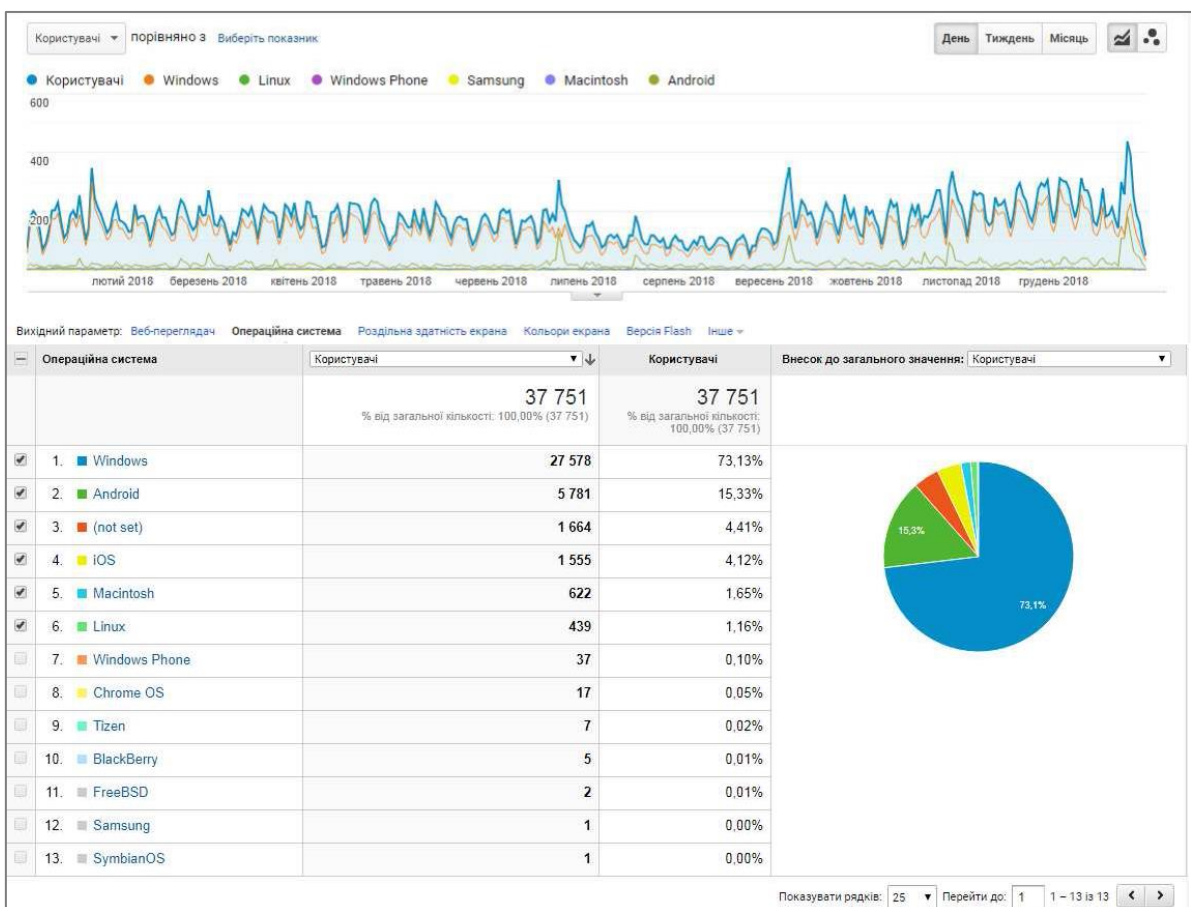 Користувачі порівняно з Виберіть показник День Тиждень Місяць
Користувачі Windows Linux Windows Phone Samsung Macintosh Android
600
400
200
лютий 2018 березень 2018 квітень 2018 травень 2018 червень 2018 липень 2018 серпень 2018 вересень 2018 жовтень 2018 листопад 2018 грудень 2018
Вихідний параметр: Веб-переглядач Операційна система Роздільна здатність екрана Кольори екрана Версія Flash Інше
Операційна система Користувачі Користувачі Внесок до загального значення: Користувачі
37 751 37 751
% від загальної кількості: 100,00% (37 751) % від загальної кількості:
100,00% (37 751)
1. Windows 27 578 73,13%
2. Android 5 781 15,33%
3. (not set) 1 664 4,41%
4. iOS 1 555 4,12%
5. Macintosh 622 1,65%
6. Linux 439 1,16%
7. Windows Phone 37 0,10%
8. Chrome OS 17 0,05%
9. Tizen 7 0,02%
10. BlackBerry 5 0,01%
11. FreeBSD 2 0,01%
12. Samsung 1 0,00%
13. SymbianOS 1 0,00%
15,3%
73,1%
Показувати рядків: 25 Перейти до: 1 1 – 13 із 13